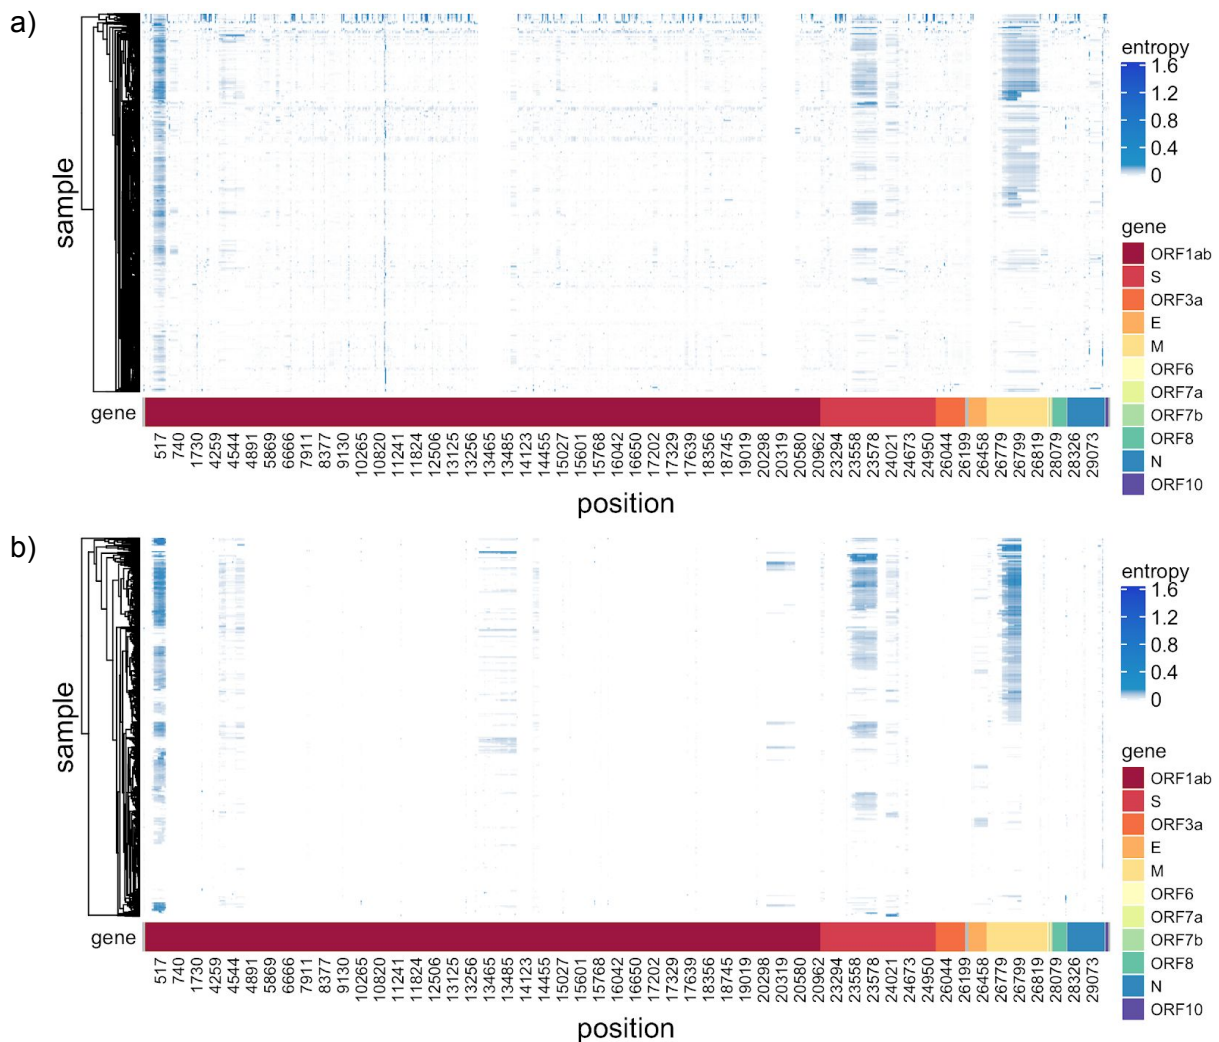 a)
entropy
1.6
1.2
0.8
0.4
0
sample
gene
ORF1ab
S
ORF3a
E
M
ORF6
ORF7a
ORF7b
ORF8
N
ORF10
gene
517 740 1730 4259 4544 4891 5869 6666 7911 8377 9130 10265 10820 11241 11824 12506 13125 13256 13465 13485 14123 14455 15027 15601 15768 16042 16650 17202 17329 17639 18356 18745 19019 20298 20319 20580 20962 23294 23558 23578 24021 24673 24950 26044 26199 26458 26779 26799 26819 28079 28326 29073
position
b)
entropy
1.6
1.2
0.8
0.4
0
sample
gene
ORF1ab
S
ORF3a
E
M
ORF6
ORF7a
ORF7b
ORF8
N
ORF10
gene
517 740 1730 4259 4544 4891 5869 6666 7911 8377 9130 10265 10820 11241 11824 12506 13125 13256 13465 13485 14123 14455 15027 15601 15768 16042 16650 17202 17329 17639 18356 18745 19019 20298 20319 20580 20962 23294 23558 23578 24021 24673 24950 26044 26199 26458 26779 26799 26819 28079 28326 29073
position